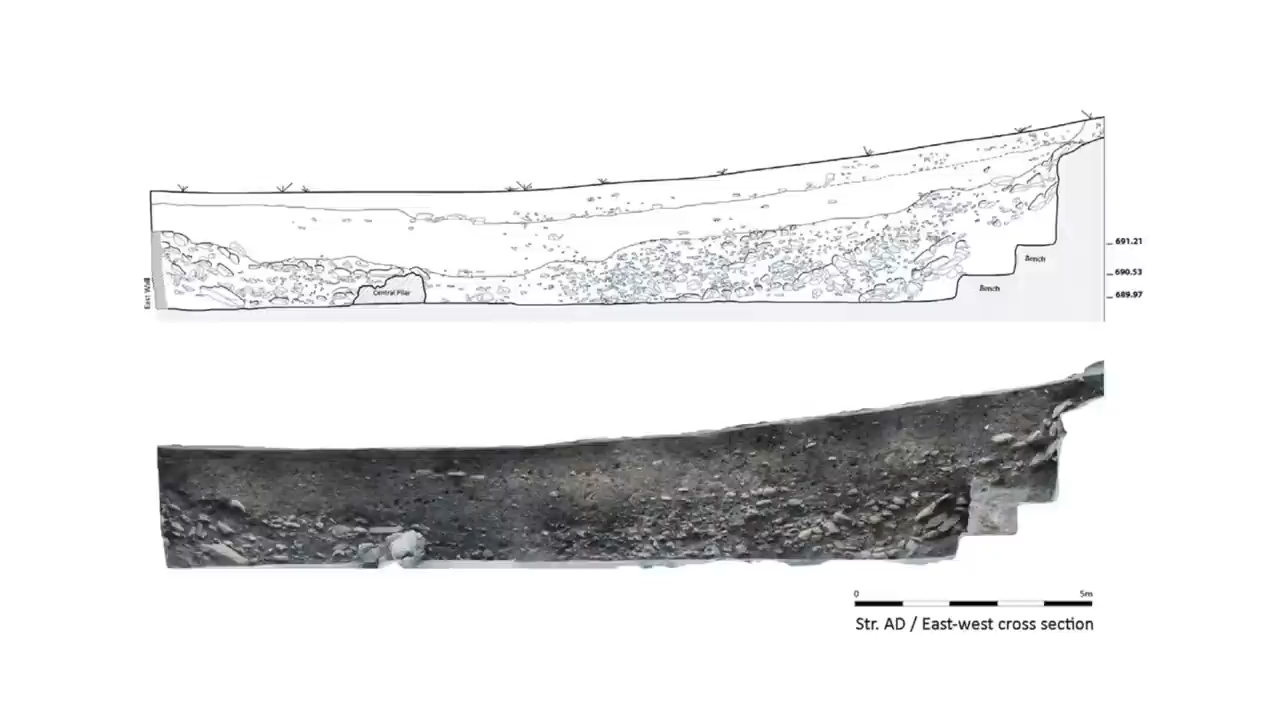 691.21
Bench
690.53
Bench
Central Pilar
689.97
East Wall
0 5m
Str. AD / East-west cross section